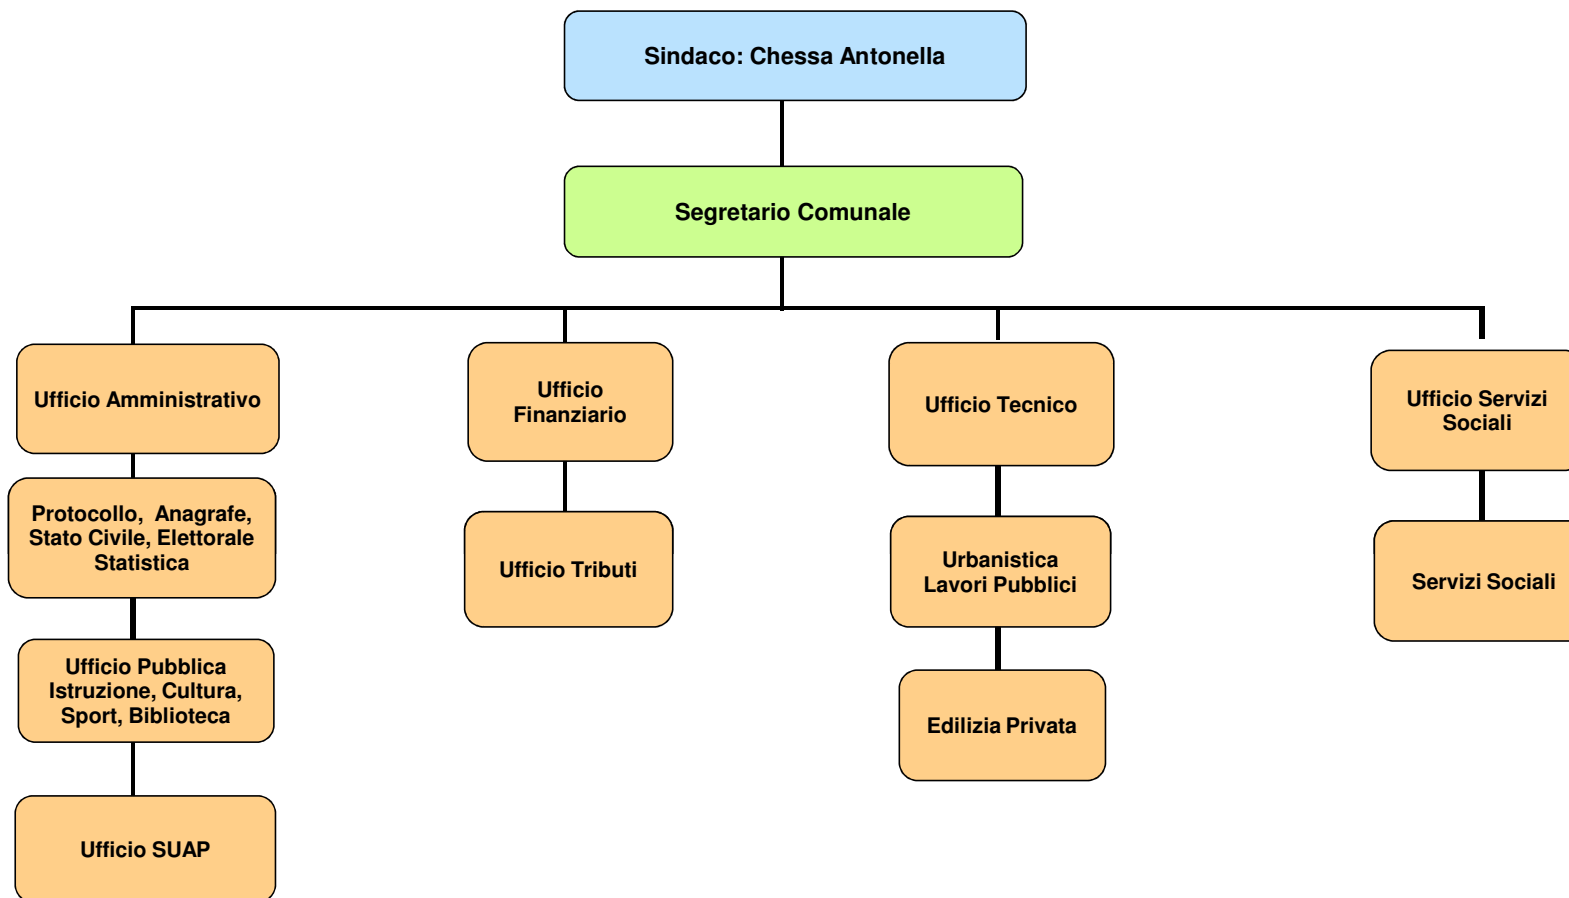 Sindaco: Chessa Antonella
Segretario Comunale
Ufficio Amministrativo
Ufficio
Finanziario
Ufficio Tecnico
Ufficio Servizi
Sociali
Protocollo, Anagrafe,
Stato Civile, Elettorale
Statistica
Ufficio Tributi
Urbanistica
Lavori Pubblici
Servizi Sociali
Ufficio Pubblica
Istruzione, Cultura,
Sport, Biblioteca
Edilizia Privata
Ufficio SUAP